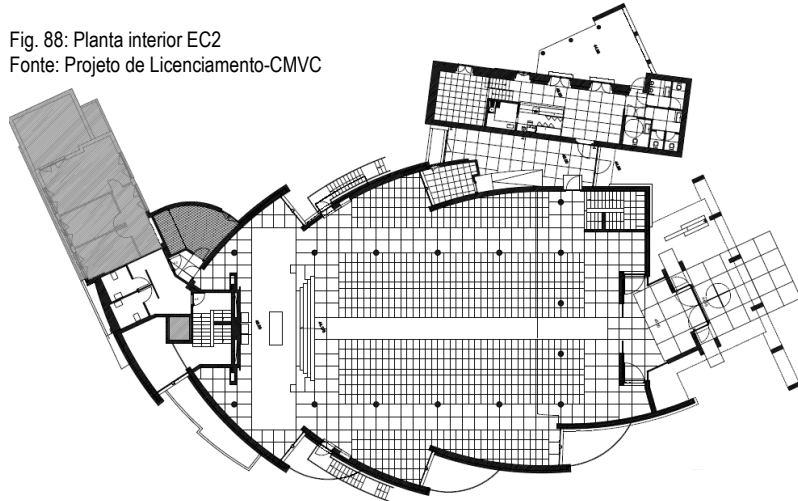 Fig. 88: Planta interior EC2
Fonte: Projeto de Licenciamento-CMVC